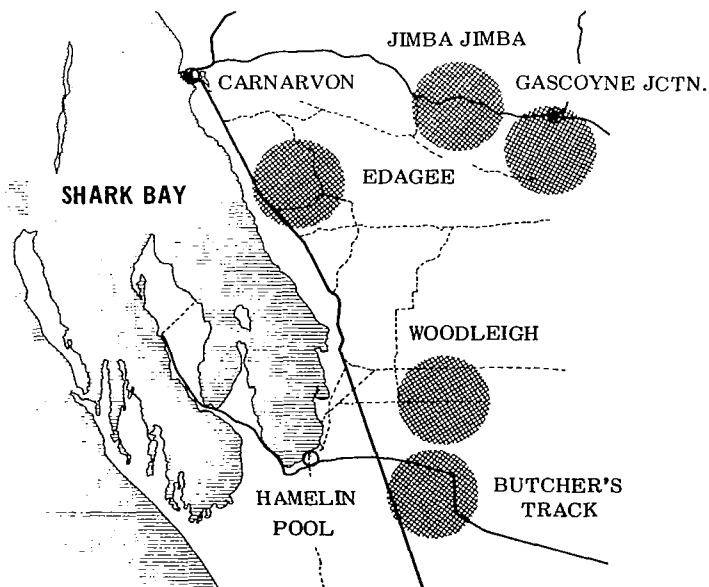 JIMBA JIMBA
CARNARVON
GASCOYNE JCTN.
EDAGEE
SHARK BAY
WOODLEIGH
HAMELIN
POOL
BUTCHER'S
TRACK